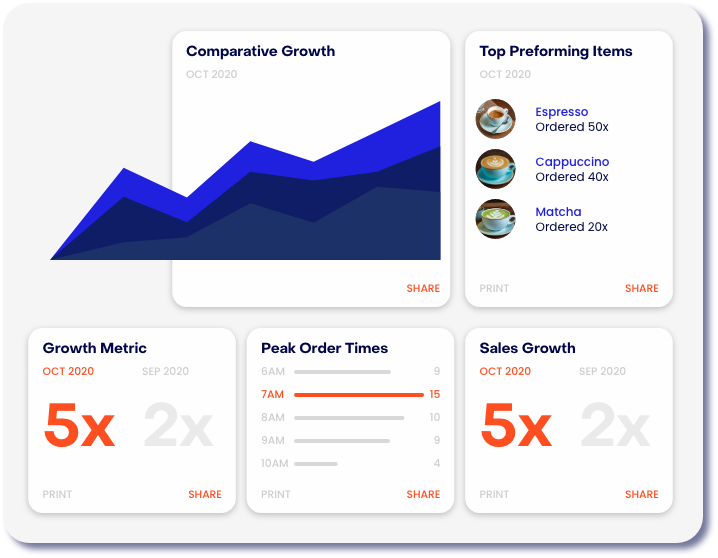 Comparative Growth
OCT 2020
SHARE
Top Preforming Items
OCT 2020
Espresso
Ordered 50x
Cappuccino
Ordered 40x
Matcha
Ordered 20x
PRINT SHARE
Growth Metric
OCT 2020 SEP 2020
5x 2x
PRINT SHARE
Peak Order Times
6AM 9
7AM 15
8AM 10
9AM 9
10AM 4
PRINT SHARE
Sales Growth
OCT 2020 SEP 2020
5x 2x
PRINT SHARE